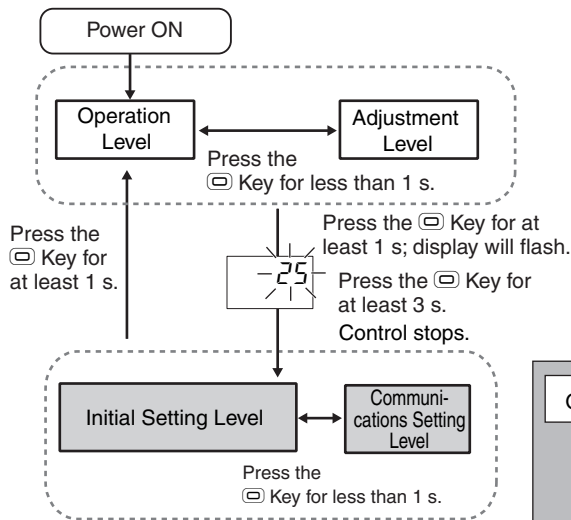 Power ON
Operation
Level
Adjustment
Level
Press the
Key for less than 1 s.
Press the
Key for
at least 1 s.
Press the Key for at
least 1 s; display will flash.
25
Press the Key for
at least 3 s.
Control stops.
Initial Setting Level
Communi-
cations Setting
Level
Press the
Key for less than 1 s.